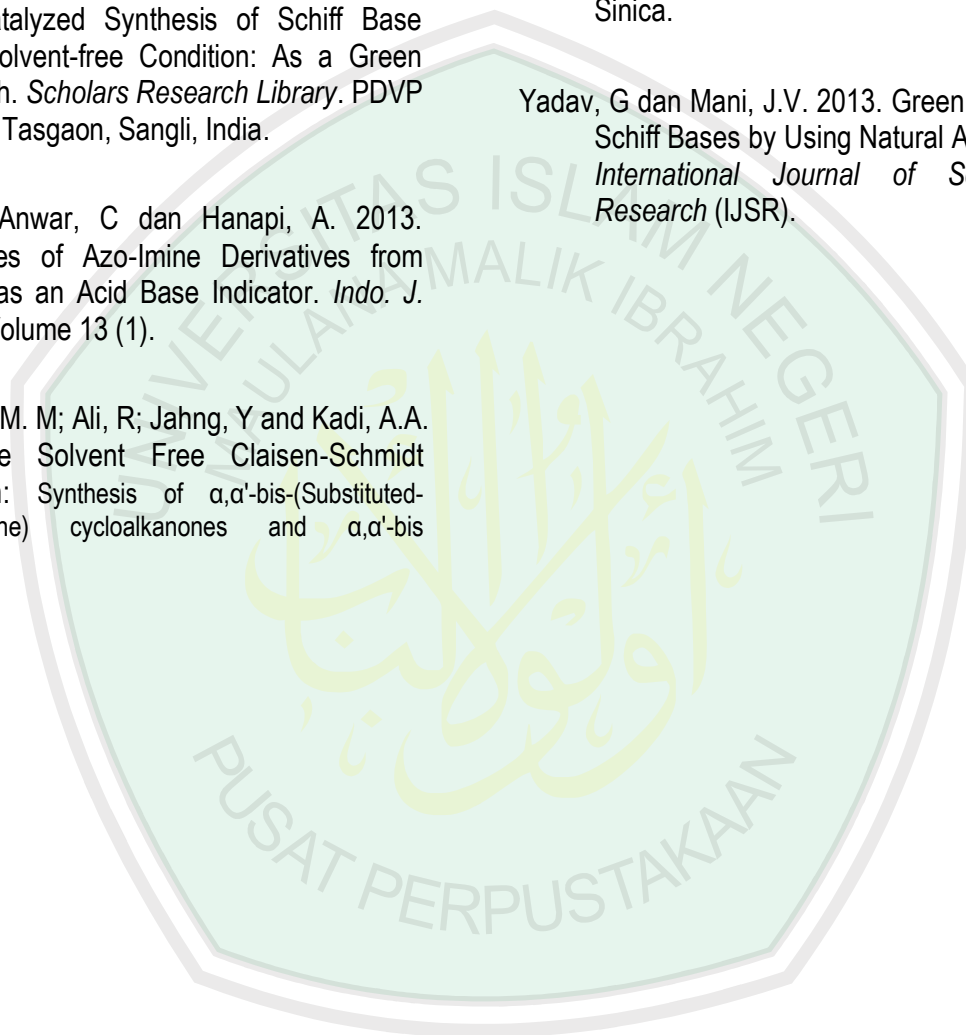 talyzed Synthesis of Schiff Base
olvent-free Condition: As a Green
h. Scholars Research Library. PDVP
Tasgaon, Sangli, India.
Anwar, C dan Hanapi, A. 2013.
es of Azo-Imine Derivatives from
as an Acid Base Indicator. Indo. J.
olume 13 (1).
M. M; Ali, R; Jahng, Y and Kadi, A.A.
e Solvent Free Claisen-Schmidt
n: Synthesis of α,α'-bis-(Substituted-
ne) cycloalkanones and α,α'-bis
Sinica.
Yadav, G dan Mani, J.V. 2013. Green
Schiff Bases by Using Natural A
International Journal of S
Research (IJSR).
UNIVERSITAS ISLAM NEGERI
MAULANA MALIK IBRAHIM
PUSAT PERPUSTAKAAN